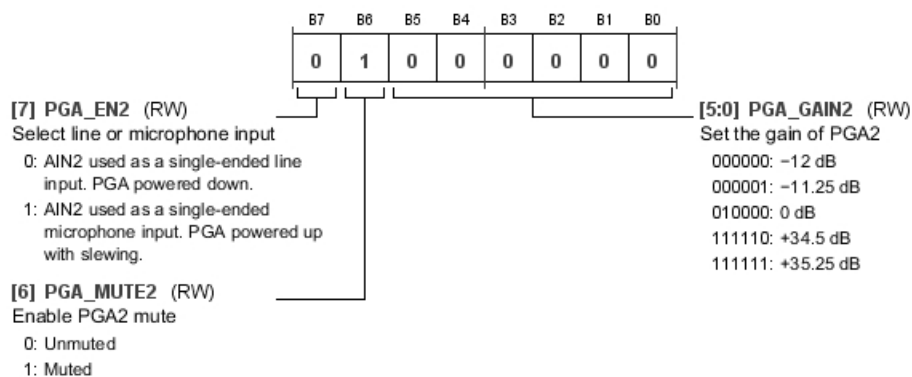 B7 B6 B5 B4 B3 B2 B1 B0
0 1 0 0 0 0 0 0
[7] PGA_EN2 (RW)
Select line or microphone input
0: AIN2 used as a single-ended line
input. PGA powered down.
1: AIN2 used as a single-ended
microphone input. PGA powered up
with slewing.
[6] PGA_MUTE2 (RW)
Enable PGA2 mute
0: Unmuted
1: Muted
[5:0] PGA_GAIN2 (RW)
Set the gain of PGA2
000000: −12 dB
000001: −11.25 dB
010000: 0 dB
111110: +34.5 dB
111111: +35.25 dB